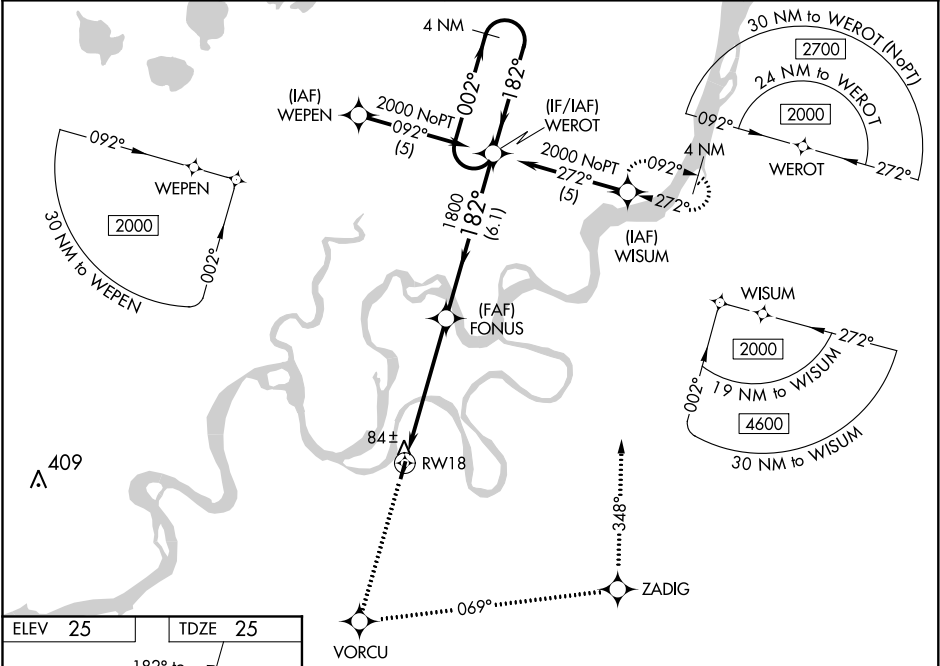 4 NM
002°
182°
(IAF)
WEPEN
2000 NoPT
092°
(5)
(IF/IAF)
WEROT
2000 NoPT
272°
(5)
092°
4 NM
272°
(IAF)
WISUM
30 NM to WEROT (NoPT)
2700
24 NM to WEROT
2000
092°
WEROT
272°
092°
WEPEN
2000
002°
30 NM to WEPEN
1800
182°
(6.1)
(FAF)
FONUS
WISUM
272°
2000
002°
19 NM to WISUM
4600
30 NM to WISUM
84±
RW18
409
348°
ZADIG
069°
VORCU
ELEV 25
TDZE 25
182° to